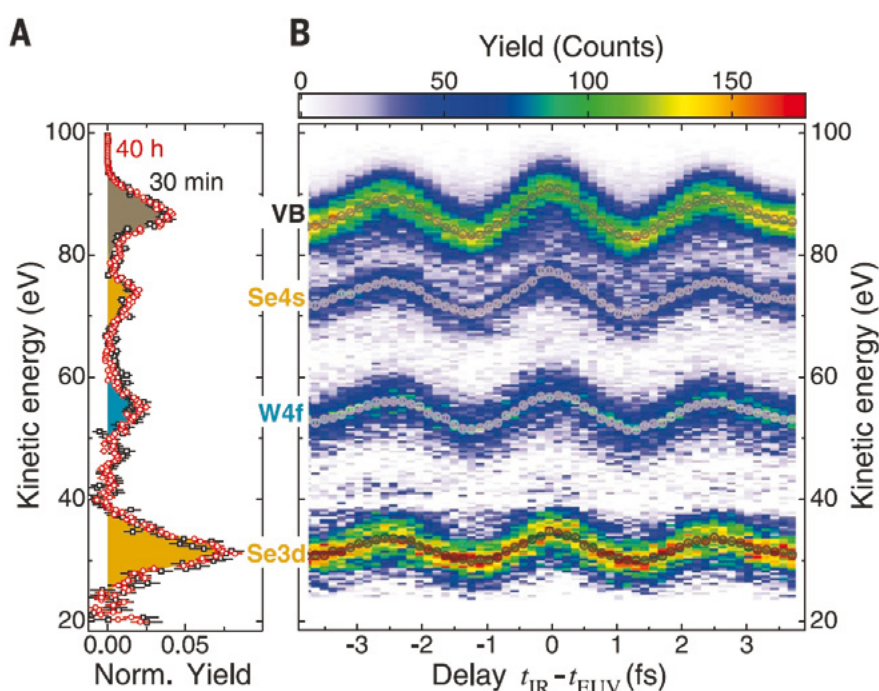 A
B
Yield (Counts)
0 50 100 150
100
80
60
40
20
Kinetic energy (eV)
40 h
30 min
0.00 0.05
Norm. Yield
VB
Se4s
W4f
Se3d
100
80
60
40
20
Kinetic energy (eV)
-3 -2 -1 0 1 2 3
Delay tIR-tEUV(fs)